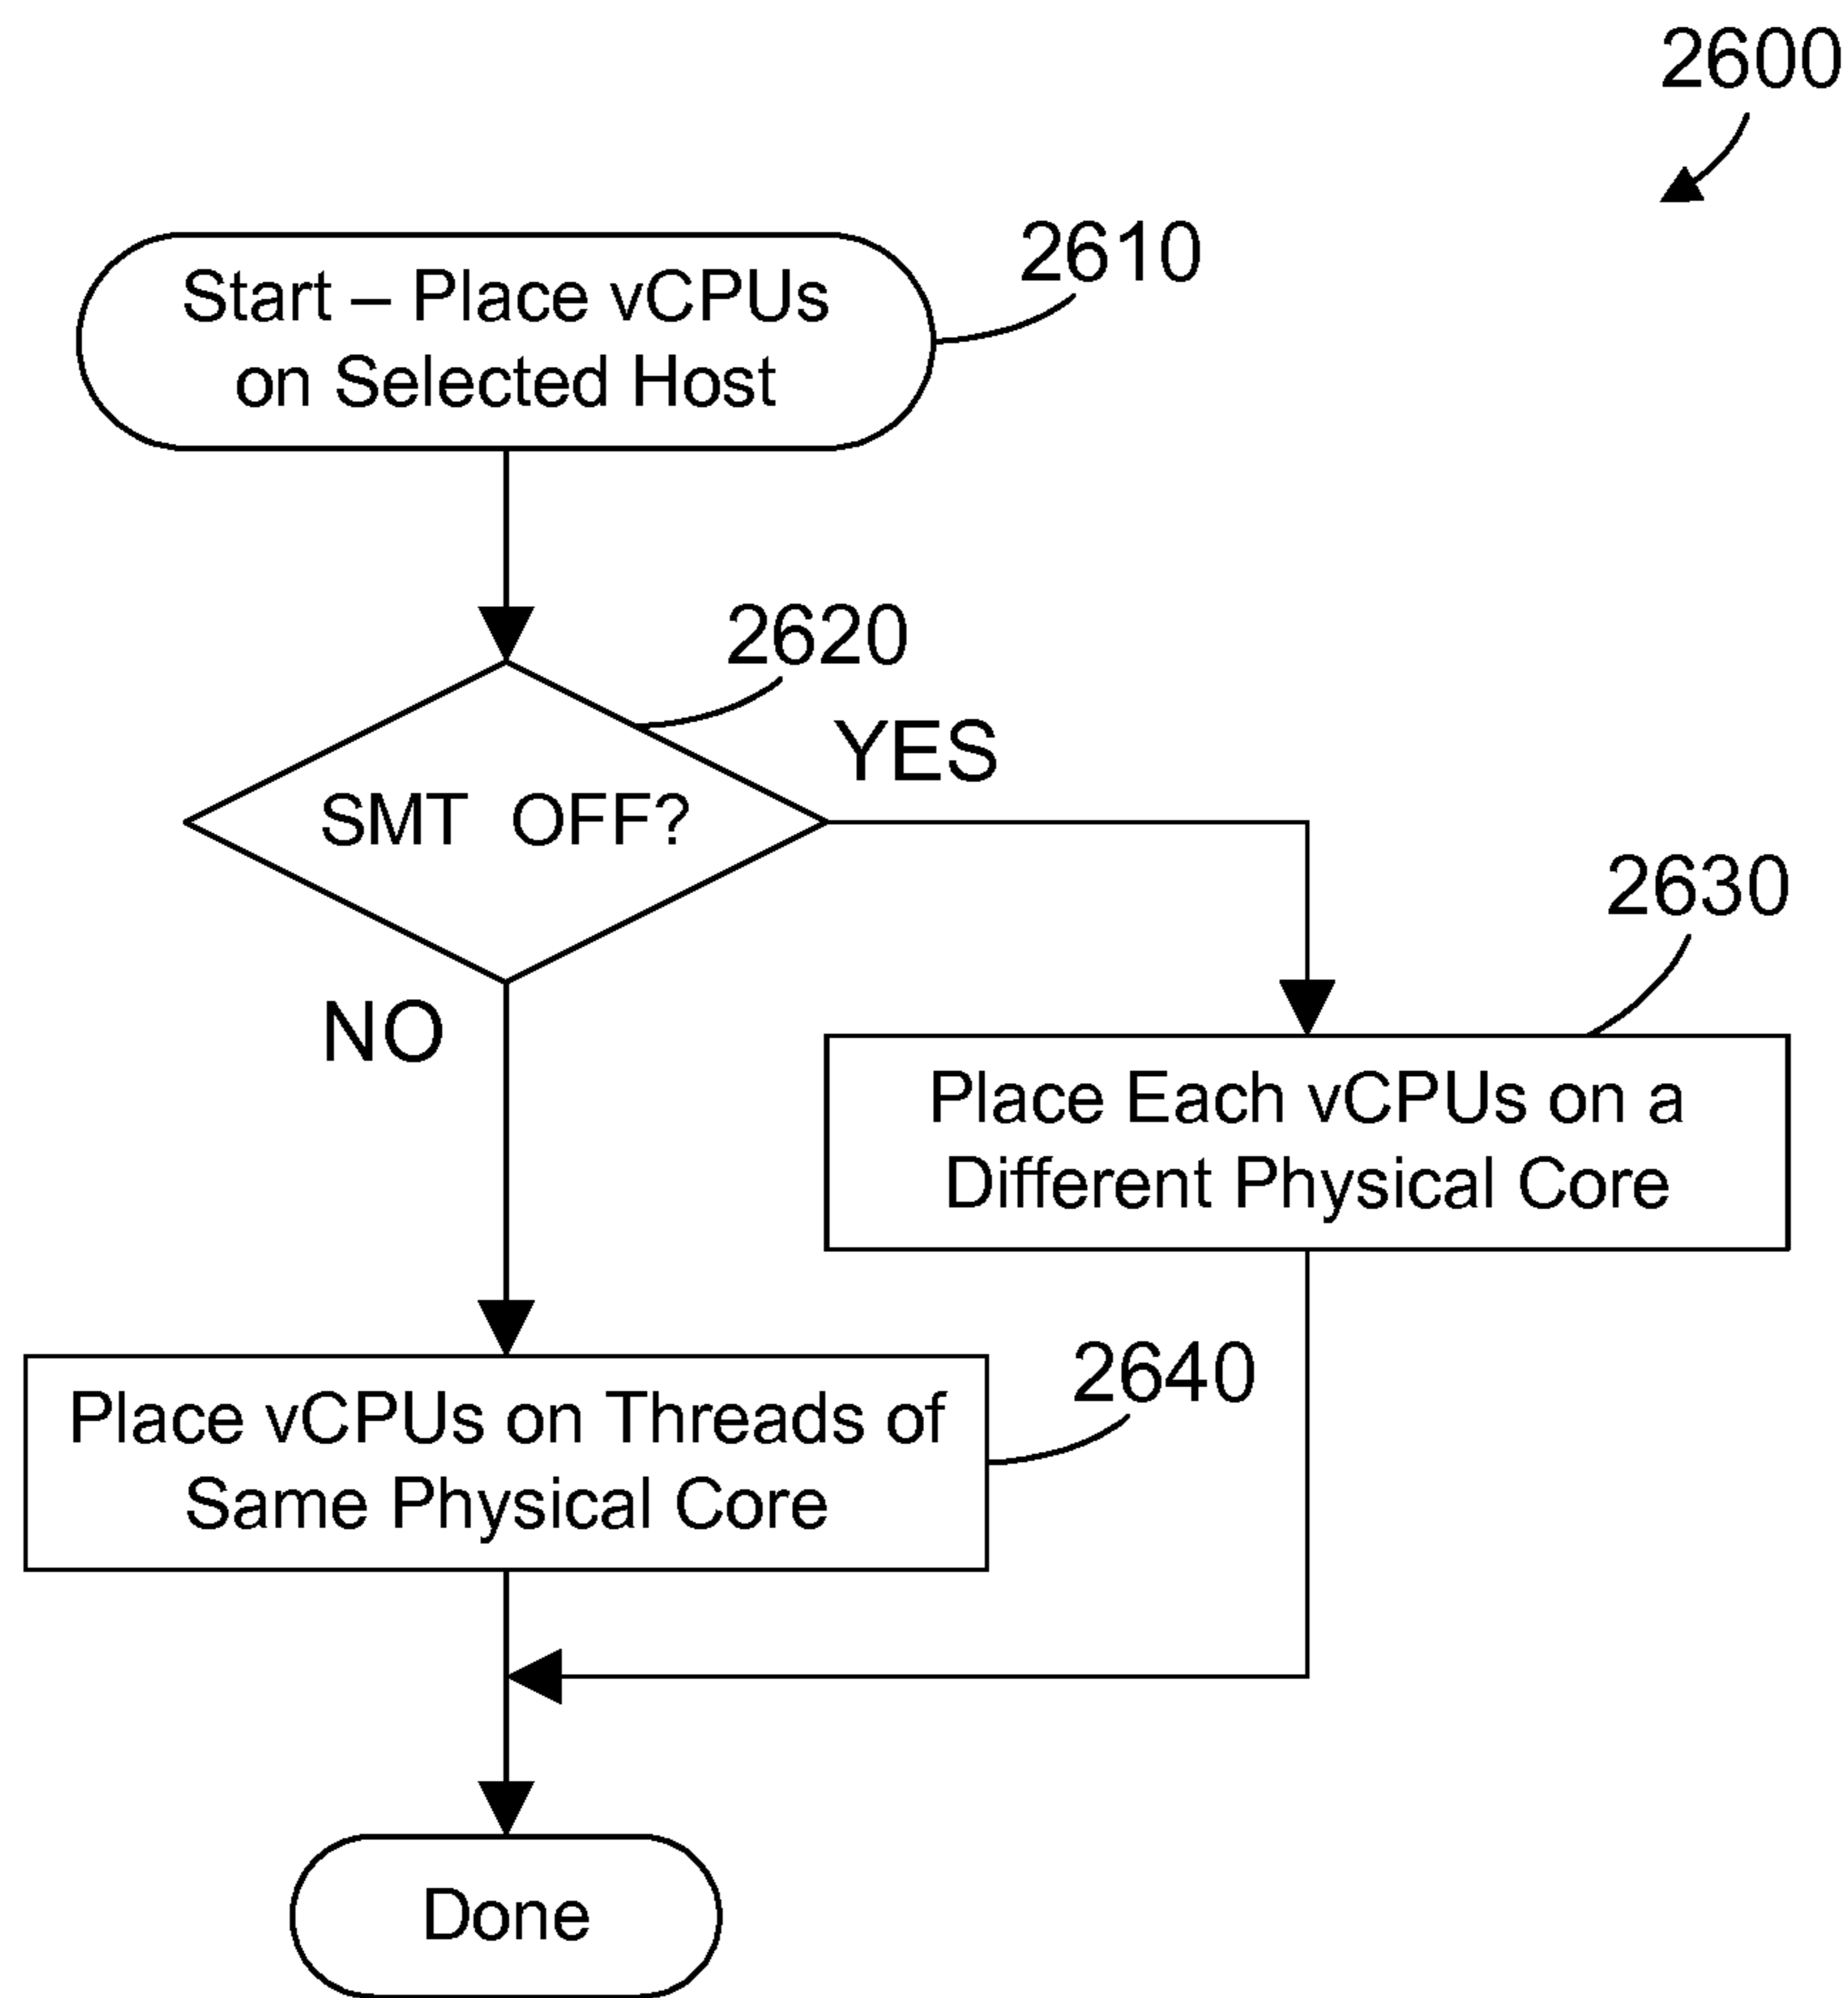 2600
2610
Start – Place vCPUs
on Selected Host
2620
YES
SMT OFF?
2630
NO
Place Each vCPUs on a
Different Physical Core
2640
Place vCPUs on Threads of
Same Physical Core
Done